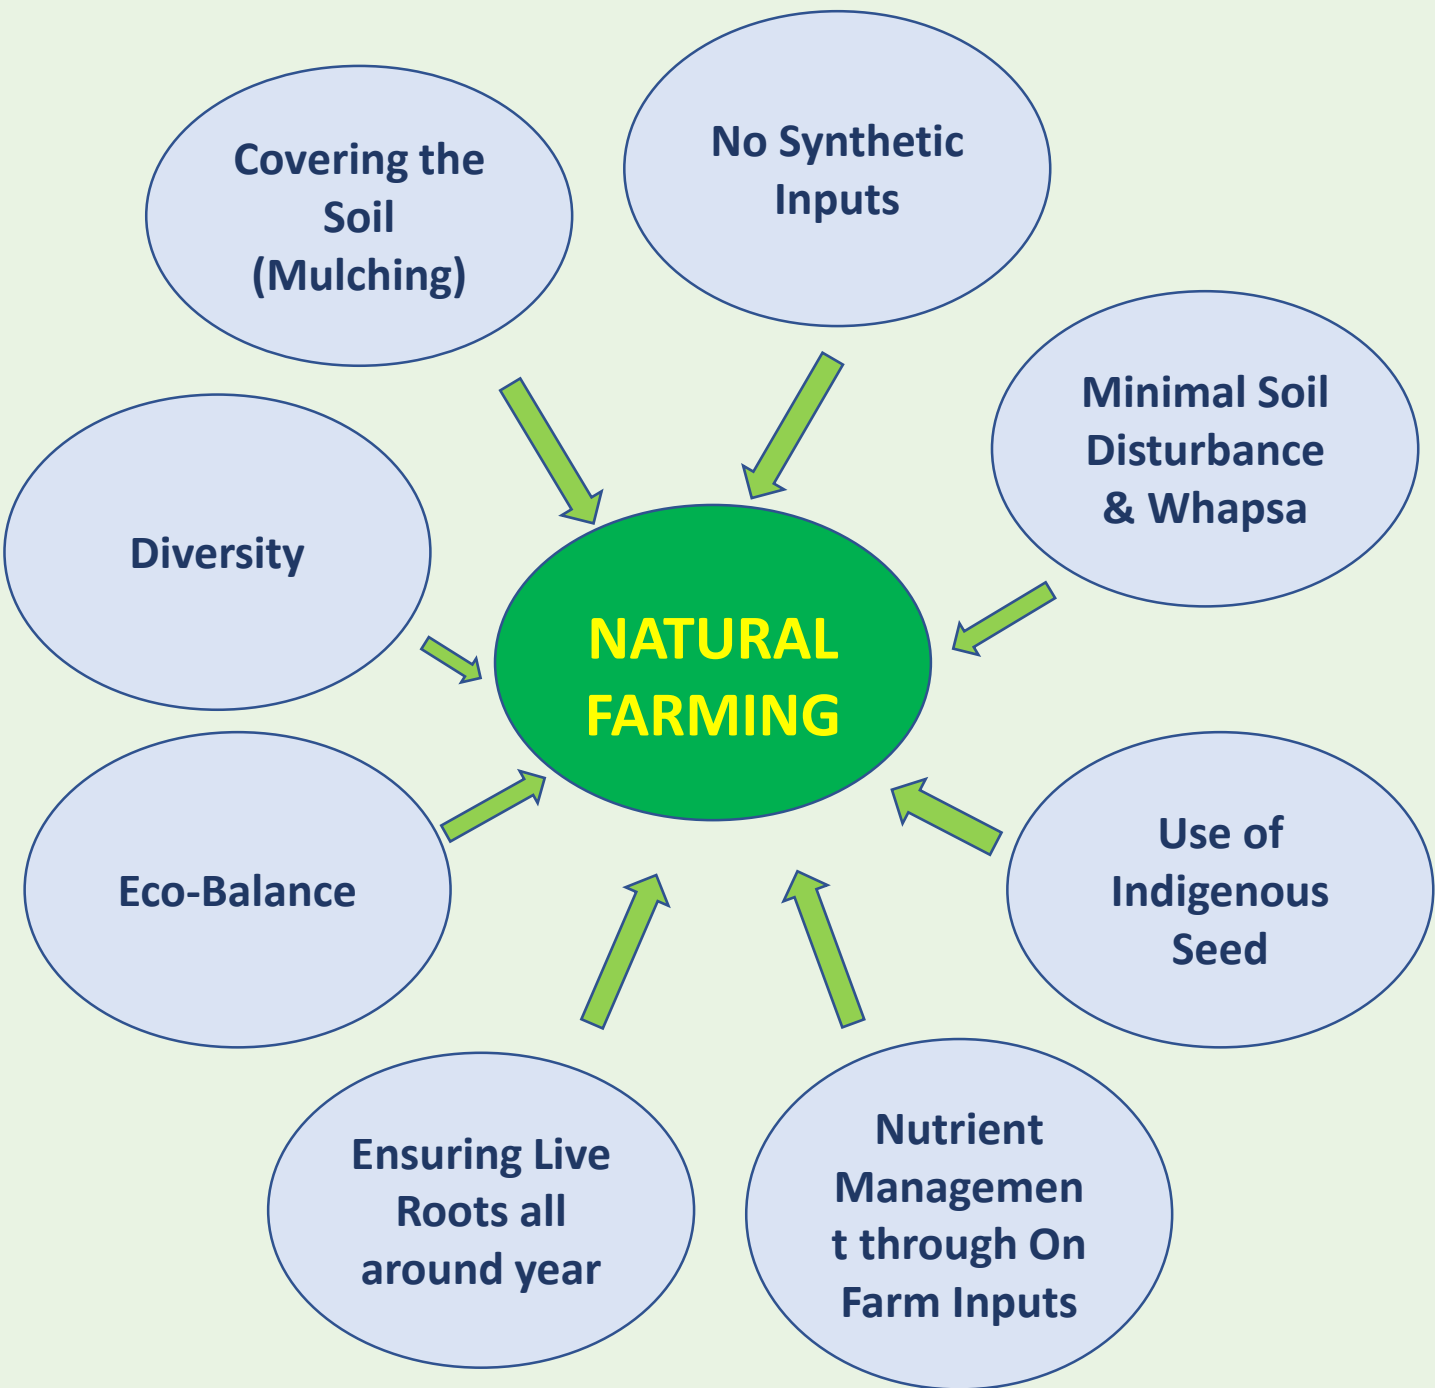 Covering the
Soil
(Mulching)
No Synthetic
Inputs
Minimal Soil
Disturbance
& Whapsa
Diversity
NATURAL
FARMING
Eco-Balance
Use of
Indigenous
Seed
Ensuring Live
Roots all
around year
Nutrient
Managemen
t through On
Farm Inputs